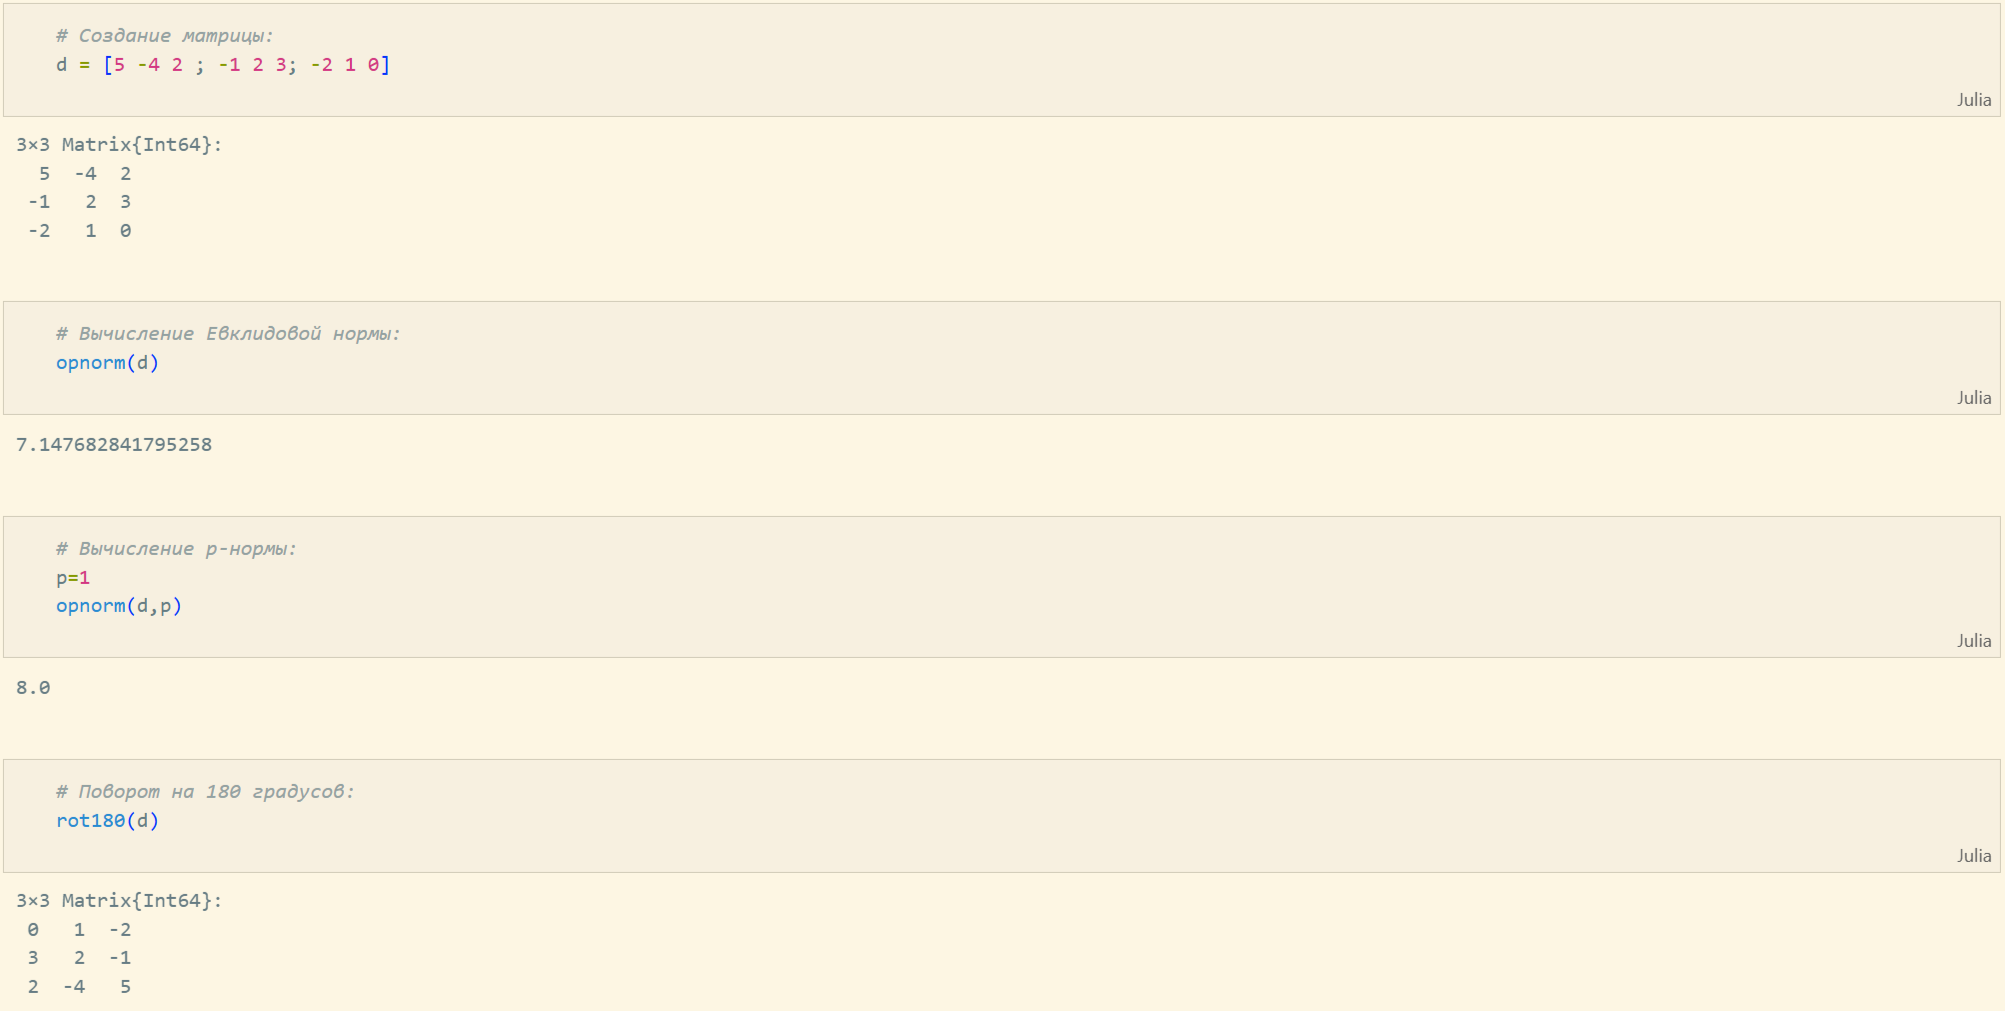 # Создание матрицы:
d = [5 -4 2 ; -1 2 3; -2 1 0]
Julia
3×3 Matrix{Int64}:
  5  -4  2
 -1   2  3
 -2   1  0
# Вычисление Евклидовой нормы:
opnorm(d)
Julia
7.147682841795258
# Вычисление p-нормы:
p=1
opnorm(d,p)
Julia
8.0
# Поворот на 180 градусов:
rot180(d)
Julia
3×3 Matrix{Int64}:
 0   1  -2
 3   2  -1
 2  -4   5